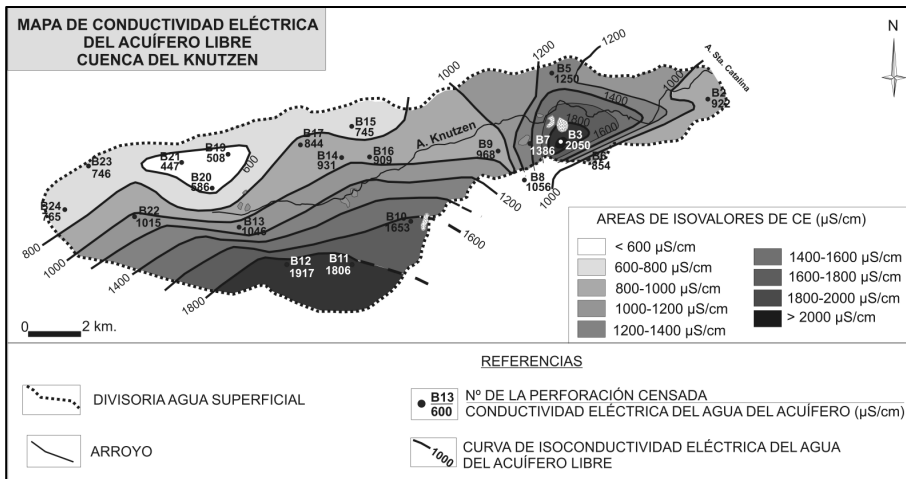 MAPA DE CONDUCTIVIDAD ELÉCTRICA
DEL ACUÍFERO LIBRE
CUENCA DEL KNUTZEN
N
1200
1200
1000
1000
A. Sta. Catalina
B5
1250
1400
B2
922
1800
1600
B3
2050
B7
1386
B6
854
B8
1056
1000
B9
968
A. Knutzen
B15
745
B17
844
B14
931
B16
909
B19
508
B21
447
B20
586
600
B23
746
B24
765
B22
1015
B13
1046
B10
1653
1200
1600
B12
1917
B11
1806
800
1000
1400
1800
0
2 km.
AREAS DE ISOVALORES DE CE (µS/cm)
< 600 µS/cm
600-800 µS/cm
800-1000 µS/cm
1000-1200 µS/cm
1200-1400 µS/cm
1400-1600 µS/cm
1600-1800 µS/cm
1800-2000 µS/cm
> 2000 µS/cm
REFERENCIAS
DIVISORIA AGUA SUPERFICIAL
ARROYO
B13
600
Nº DE LA PERFORACIÓN CENSADA
CONDUCTIVIDAD ELÉCTRICA DEL AGUA DEL ACUÍFERO (µS/cm)
1000
CURVA DE ISOCONDUCTIVIDAD ELÉCTRICA DEL AGUA
DEL ACUÍFERO LIBRE